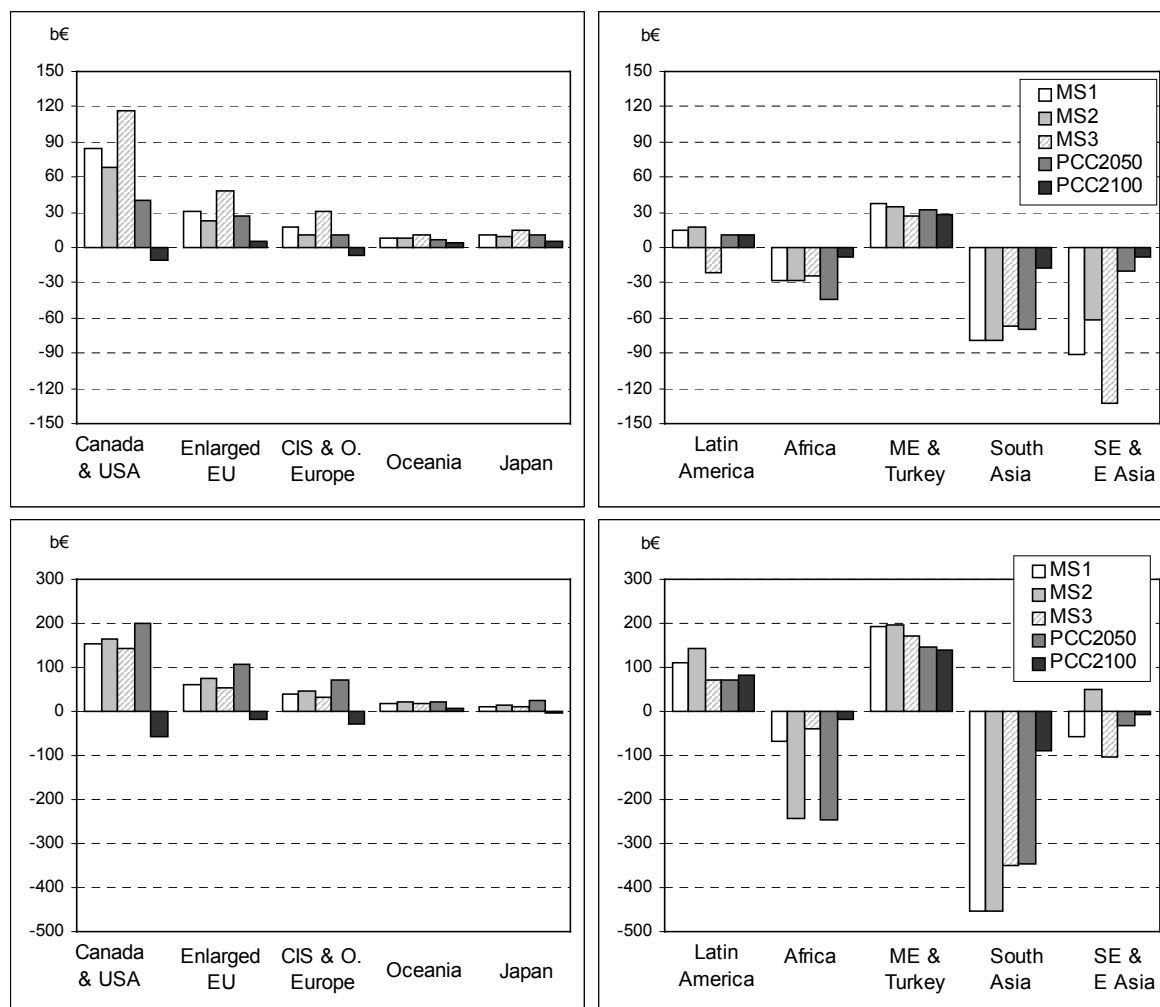 b€
150
120
90
60
30
0
-30
-60
-90
-120
-150
Canada
& USA
Enlarged
EU
CIS & O.
Europe
Oceania
Japan
b€
150
120
90
60
30
0
-30
-60
-90
-120
-150
MS1
MS2
MS3
PCC2050
PCC2100
Latin
America
Africa
ME &
Turkey
South
Asia
SE &
E Asia
b€
300
200
100
0
-100
-200
-300
-400
-500
Canada
& USA
Enlarged
EU
CIS & O.
Europe
Oceania
Japan
b€
300
200
100
0
-100
-200
-300
-400
-500
MS1
MS2
MS3
PCC2050
PCC2100
Latin
America
Africa
ME &
Turkey
South
Asia
SE &
E Asia